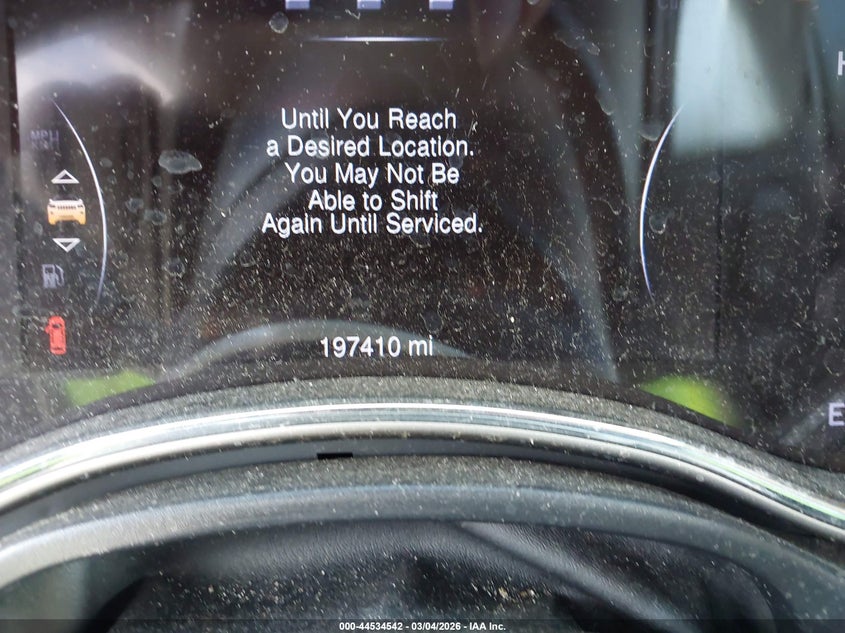 Until You Reach
a Desired Location.
You May Not Be
Able to Shift
Again Until Serviced.
MPH
197410 mi
H
E
000-44534542 - 03/04/2026 - IAA Inc.